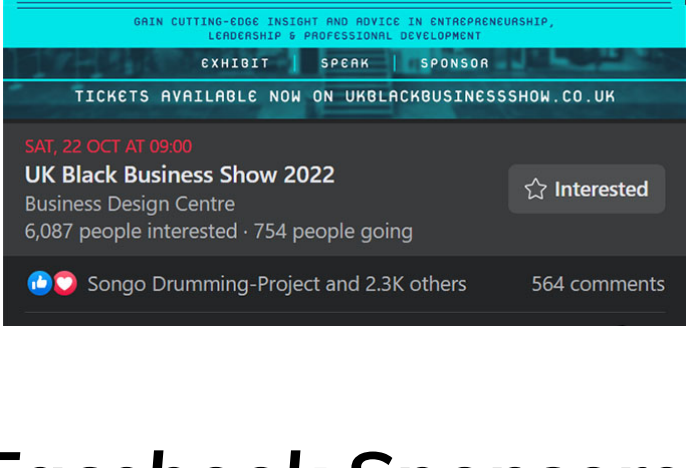 GAIN CUTTING-EDGE INSIGHT AND ADVICE IN ENTREPRENEURSHIP,
LEADERSHIP & PROFESSIONAL DEVELOPMENT
EXHIBIT | SPEAK | SPONSOR
TICKETS AVAILABLE NOW ON UKBLACKBUSINESSSHOW.CO.UK
SAT, 22 OCT AT 09:00
UK Black Business Show 2022
Interested
Business Design Centre
6,087 people interested · 754 people going
Songo Drumming-Project and 2.3K others
564 comments